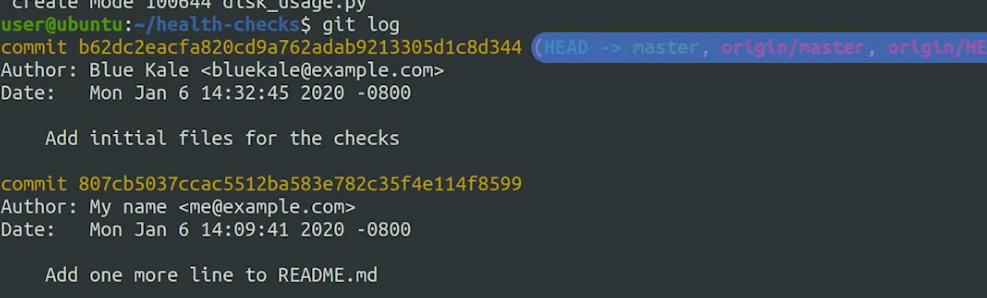 create mode 100644 disk_usage.py
user@ubuntu:~/health-checks$ git log
commit b62dc2eacfa820cd9a762adab9213305d1c8d344 (HEAD -> master, origin/master, origin/HE
Author: Blue Kale <bluekale@example.com>
Date:   Mon Jan 6 14:32:45 2020 -0800
    Add initial files for the checks
commit 807cb5037ccac5512ba583e782c35f4e114f8599
Author: My name <me@example.com>
Date:   Mon Jan 6 14:09:41 2020 -0800
    Add one more line to README.md